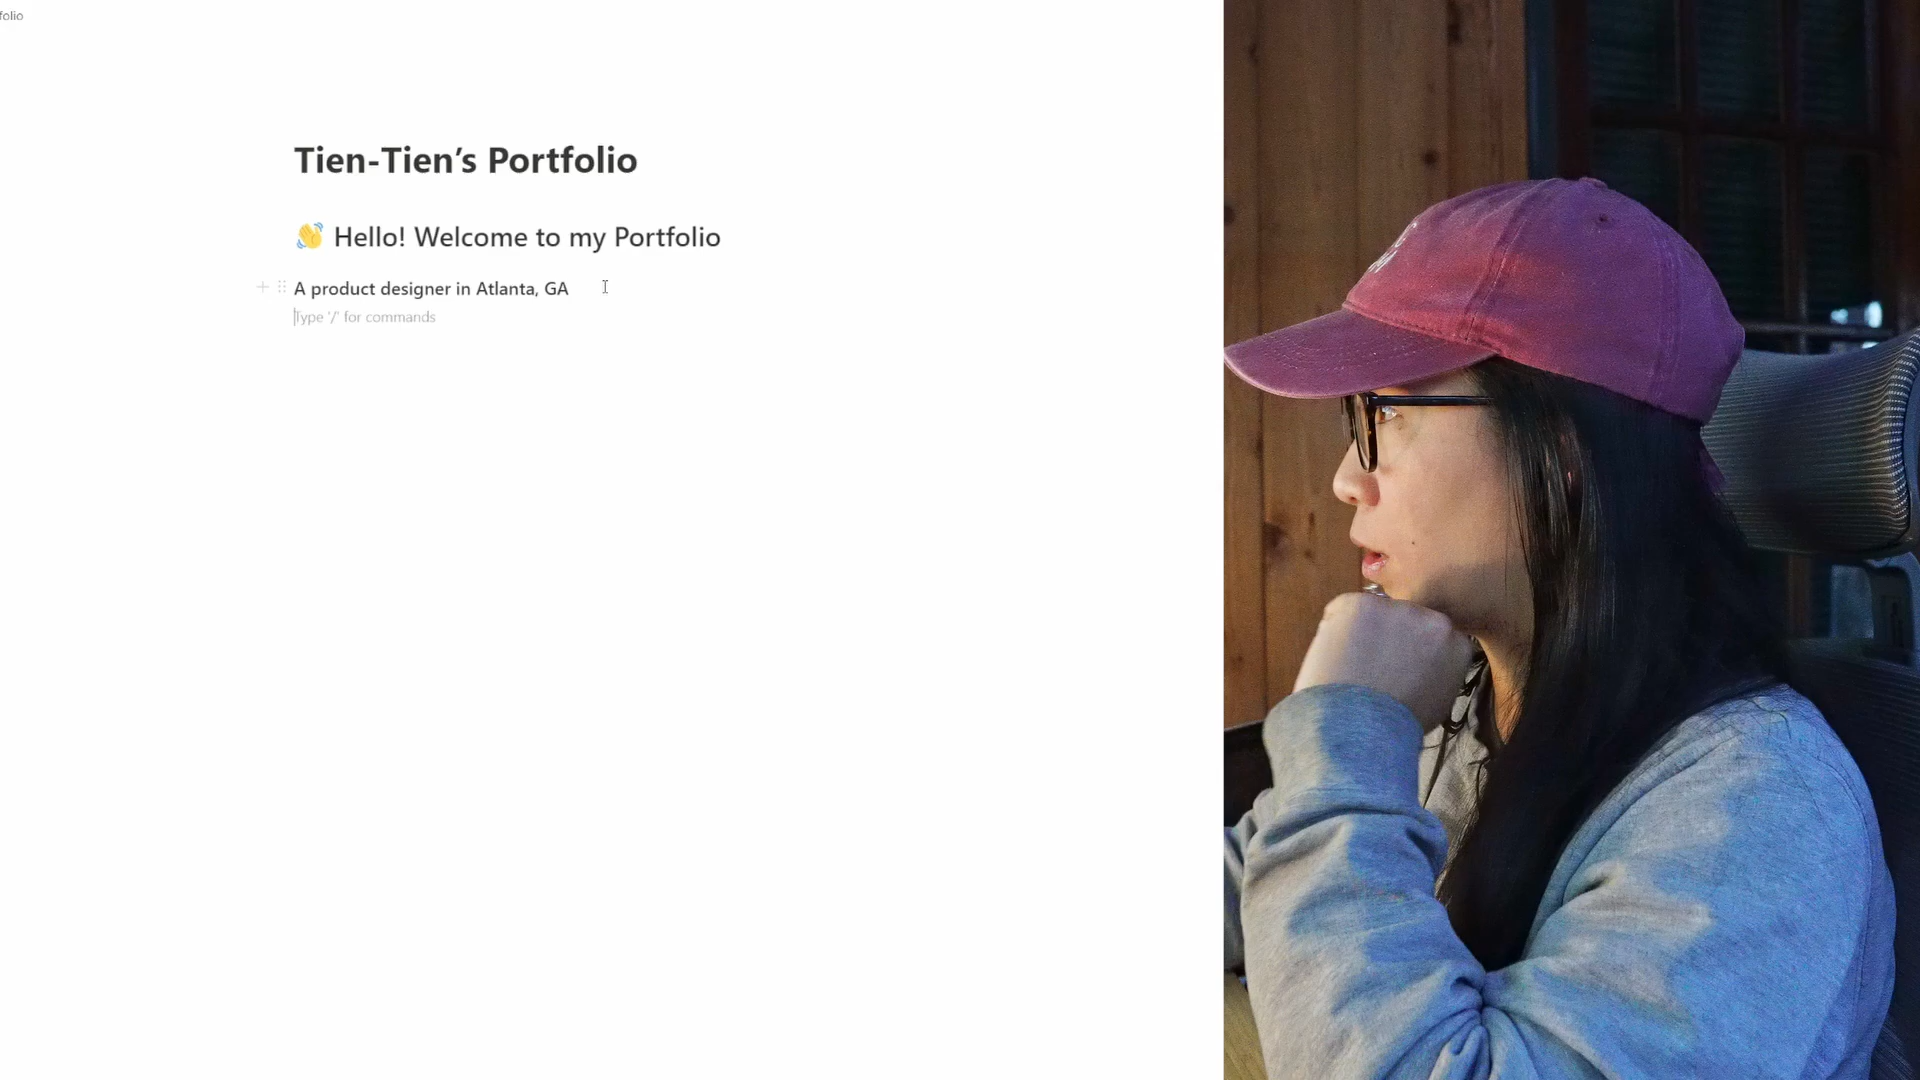 folio
Tien-Tien’s Portfolio
👋 Hello! Welcome to my Portfolio
A product designer in Atlanta, GA
Type '/' for commands